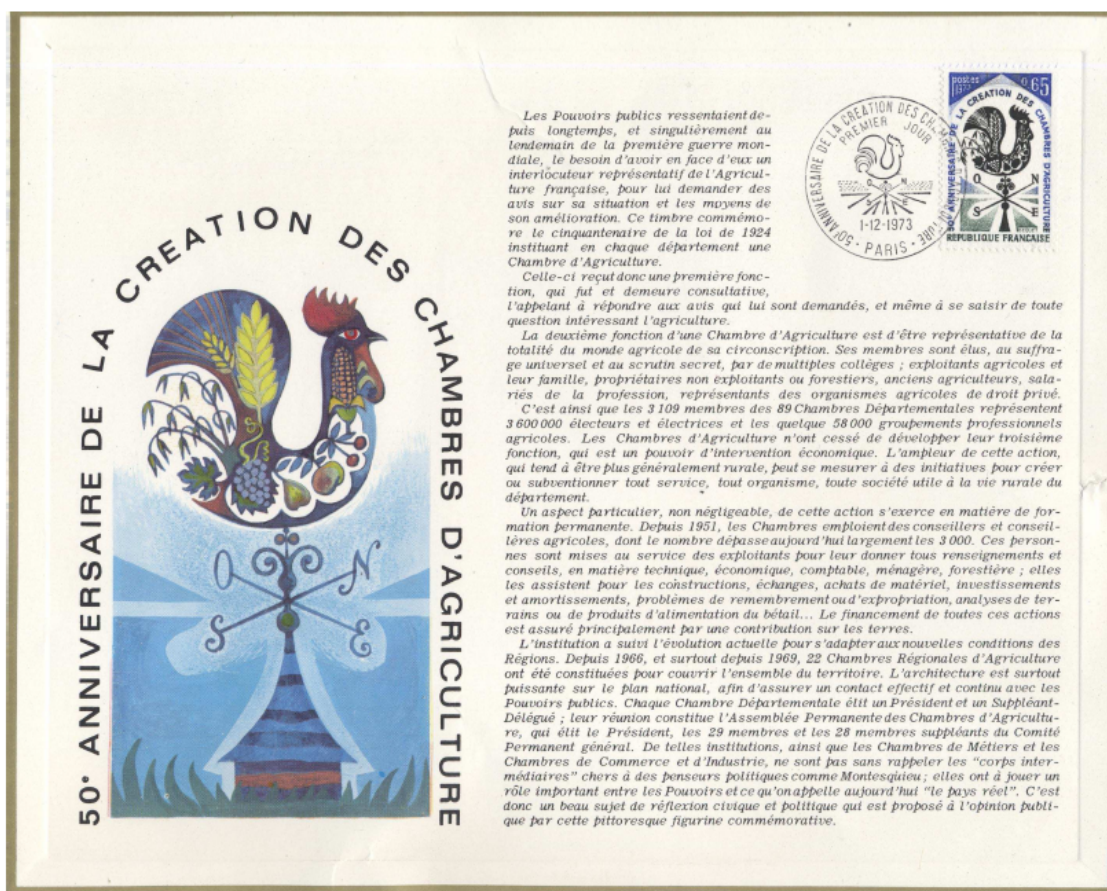 50e ANNIVERSAIRE DE LA CREATION DES CHAMBRES D'AGRICULTURE
O N
S E
Les Pouvoirs publics ressentaient de-
puis longtemps, et singulièrement au
lendemain de la première guerre mon-
diale, le besoin d'avoir en face d'eux un
interlocuteur représentatif de l'Agricul-
ture française, pour lui demander des
avis sur sa situation et les moyens de
son amélioration. Ce timbre commémo-
re le cinquantenaire de la loi de 1924
instituant en chaque département une
Chambre d'Agriculture.
Celle-ci reçut donc une première fonc-
tion, qui fut et demeure consultative,
l'appelant à répondre aux avis qui lui sont demandés, et même à se saisir de toute
question intéressant l'agriculture.
La deuxième fonction d'une Chambre d'Agriculture est d'être représentative de la
totalité du monde agricole de sa circonscription. Ses membres sont élus, au suffra-
ge universel et au scrutin secret, par de multiples collèges ; exploitants agricoles et
leur famille, propriétaires non exploitants ou forestiers, anciens agriculteurs, sala-
riés de la profession, représentants des organismes agricoles de droit privé.
C'est ainsi que les 3 109 membres des 89 Chambres Départementales représentent
3 600 000 électeurs et électrices et les quelque 58 000 groupements professionnels
agricoles. Les Chambres d'Agriculture n'ont cessé de développer leur troisième
fonction, qui est un pouvoir d'intervention économique. L'ampleur de cette action,
qui tend à être plus généralement rurale, peut se mesurer à des initiatives pour créer
ou subventionner tout service, tout organisme, toute société utile à la vie rurale du
département.
Un aspect particulier, non négligeable, de cette action s'exerce en matière de for-
mation permanente. Depuis 1951, les Chambres emploient des conseillers et conseil-
lères agricoles, dont le nombre dépasse aujourd'hui largement les 3 000. Ces person-
nes sont mises au service des exploitants pour leur donner tous renseignements et
conseils, en matière technique, économique, comptable, ménagère, forestière ; elles
les assistent pour les constructions, échanges, achats de matériel, investissements
et amortissements, problèmes de remembrement ou d'expropriation, analyses de ter-
rains ou de produits d'alimentation du bétail... Le financement de toutes ces actions
est assuré principalement par une contribution sur les terres.
L'institution a suivi l'évolution actuelle pour s'adapter aux nouvelles conditions des
Régions. Depuis 1966, et surtout depuis 1969, 22 Chambres Régionales d'Agriculture
ont été constituées pour couvrir l'ensemble du territoire. L'architecture est surtout
puissante sur le plan national, afin d'assurer un contact effectif et continu avec les
Pouvoirs publics. Chaque Chambre Départementale élit un Président et un Suppléant-
Délégué ; leur réunion constitue l'Assemblée Permanente des Chambres d'Agricultu-
re, qui élit le Président, les 29 membres et les 28 membres suppléants du Comité
Permanent général. De telles institutions, ainsi que les Chambres de Métiers et les
Chambres de Commerce et d'Industrie, ne sont pas sans rappeler les "corps inter-
médiaires" chers à des penseurs politiques comme Montesquieu ; elles ont à jouer un
rôle important entre les Pouvoirs et ce qu'on appelle aujourd'hui "le pays réel". C'est
donc un beau sujet de réflexion civique et politique qui est proposé à l'opinion publi-
que par cette pittoresque figurine commémorative.
50e ANNIVERSAIRE DE LA CREATION DES CHAMBRES D'AGRICULTURE
PREMIER JOUR
O N
S E
1-12-1973
PARIS
postes 0,65
1973
50e ANNIVERSAIRE DE LA CREATION DES CHAMBRES D'AGRICULTURE
O N
S E
REPUBLIQUE FRANCAISE